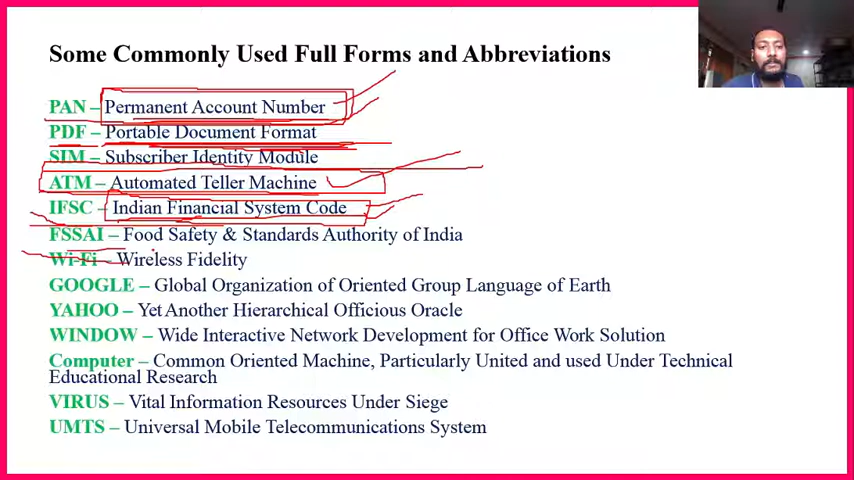 Some Commonly Used Full Forms and Abbreviations
PAN – Permanent Account Number
PDF – Portable Document Format
SIM – Subscriber Identity Module
ATM – Automated Teller Machine
IFSC – Indian Financial System Code
FSSAI – Food Safety & Standards Authority of India
Wi-Fi – Wireless Fidelity
GOOGLE – Global Organization of Oriented Group Language of Earth
YAHOO – Yet Another Hierarchical Officious Oracle
WINDOW – Wide Interactive Network Development for Office Work Solution
Computer – Common Oriented Machine, Particularly United and used Under Technical
Educational Research
VIRUS – Vital Information Resources Under Siege
UMTS – Universal Mobile Telecommunications System